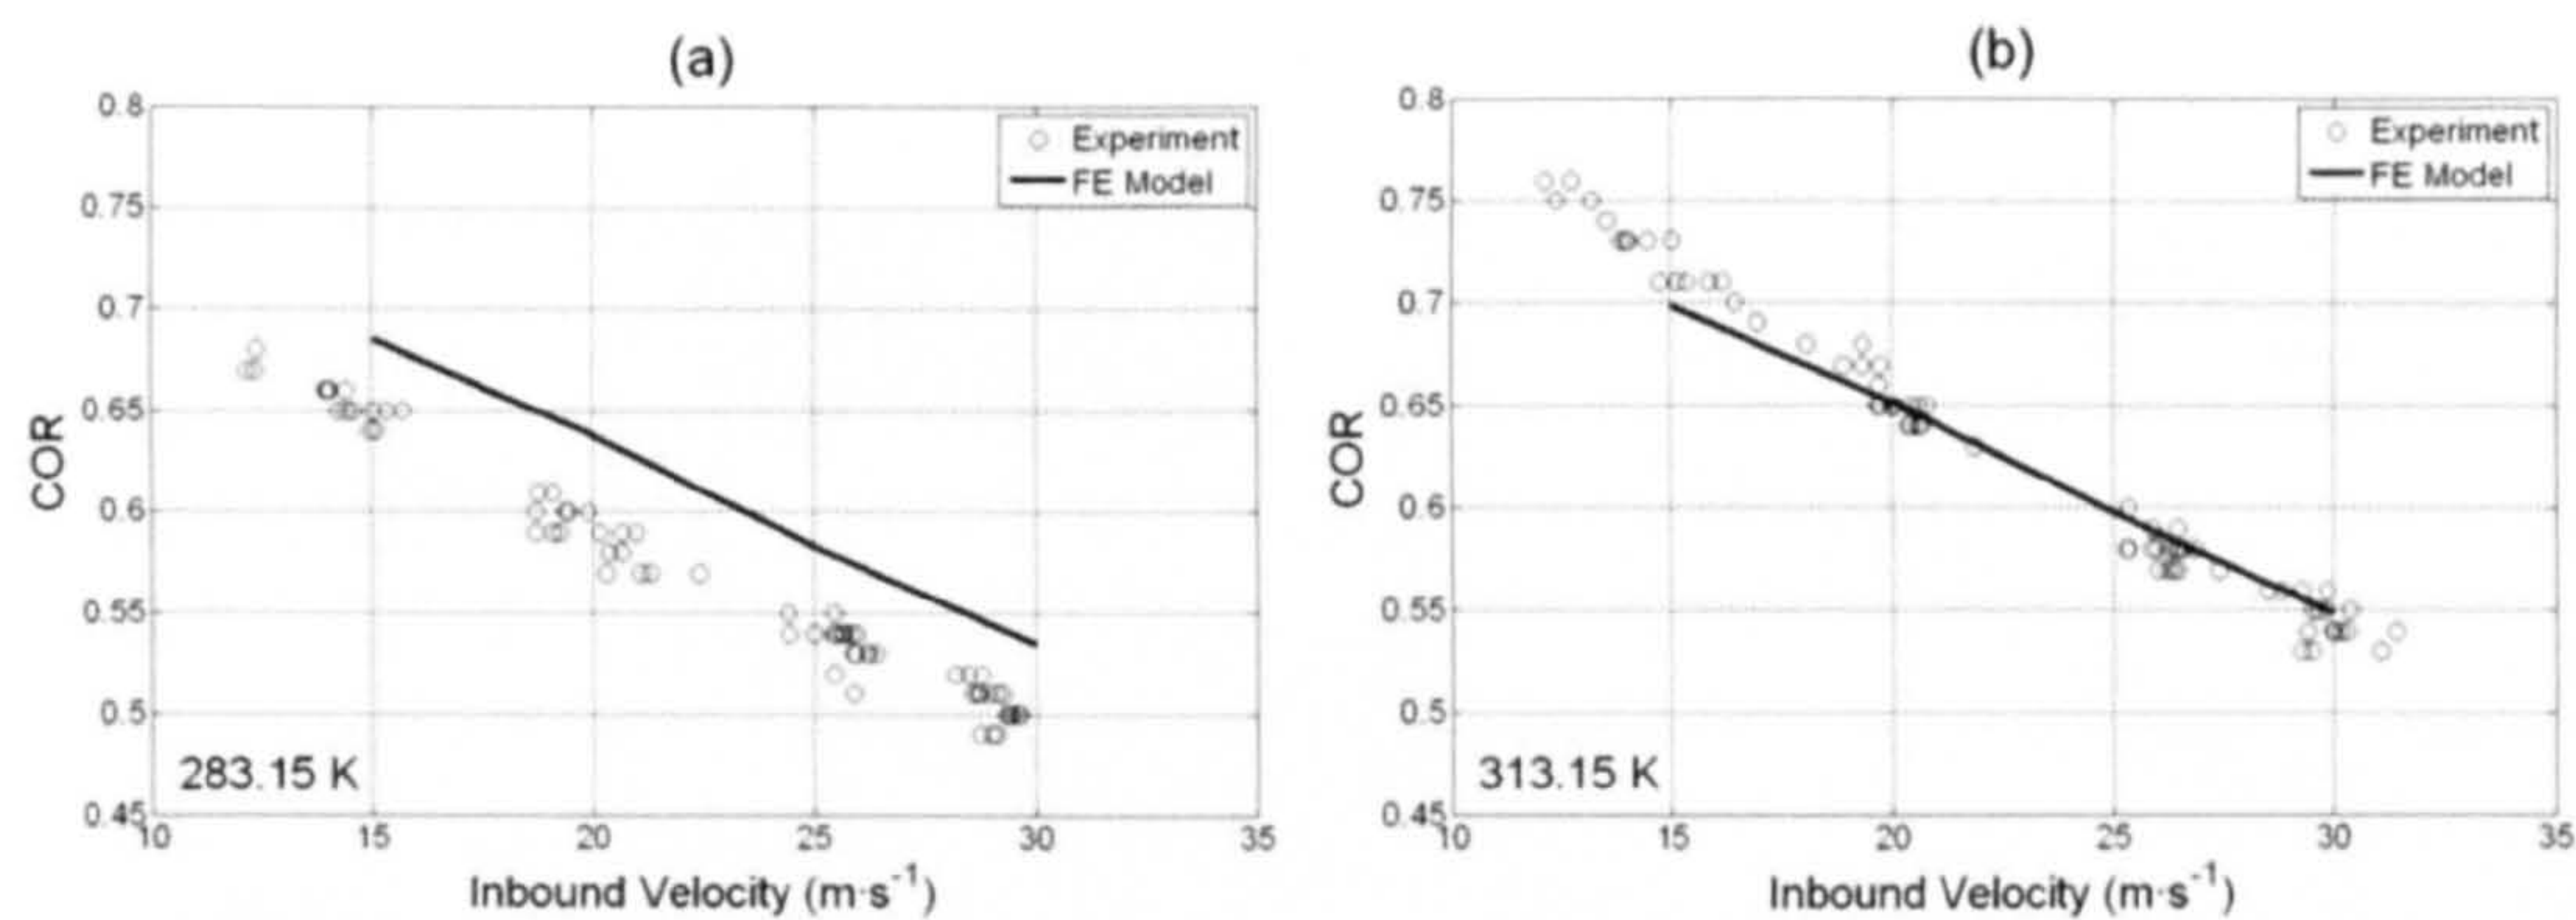 (a)
0.8
0.75
0.7
0.65
0.6
0.55
0.5
0.45
COR
Experiment
FE Model
283.15 K
10 15 20 25 30 35
Inbound Velocity (m·s⁻¹)
(b)
0.8
0.75
0.7
0.65
0.6
0.55
0.5
0.45
COR
Experiment
FE Model
313.15 K
10 15 20 25 30 35
Inbound Velocity (m·s⁻¹)